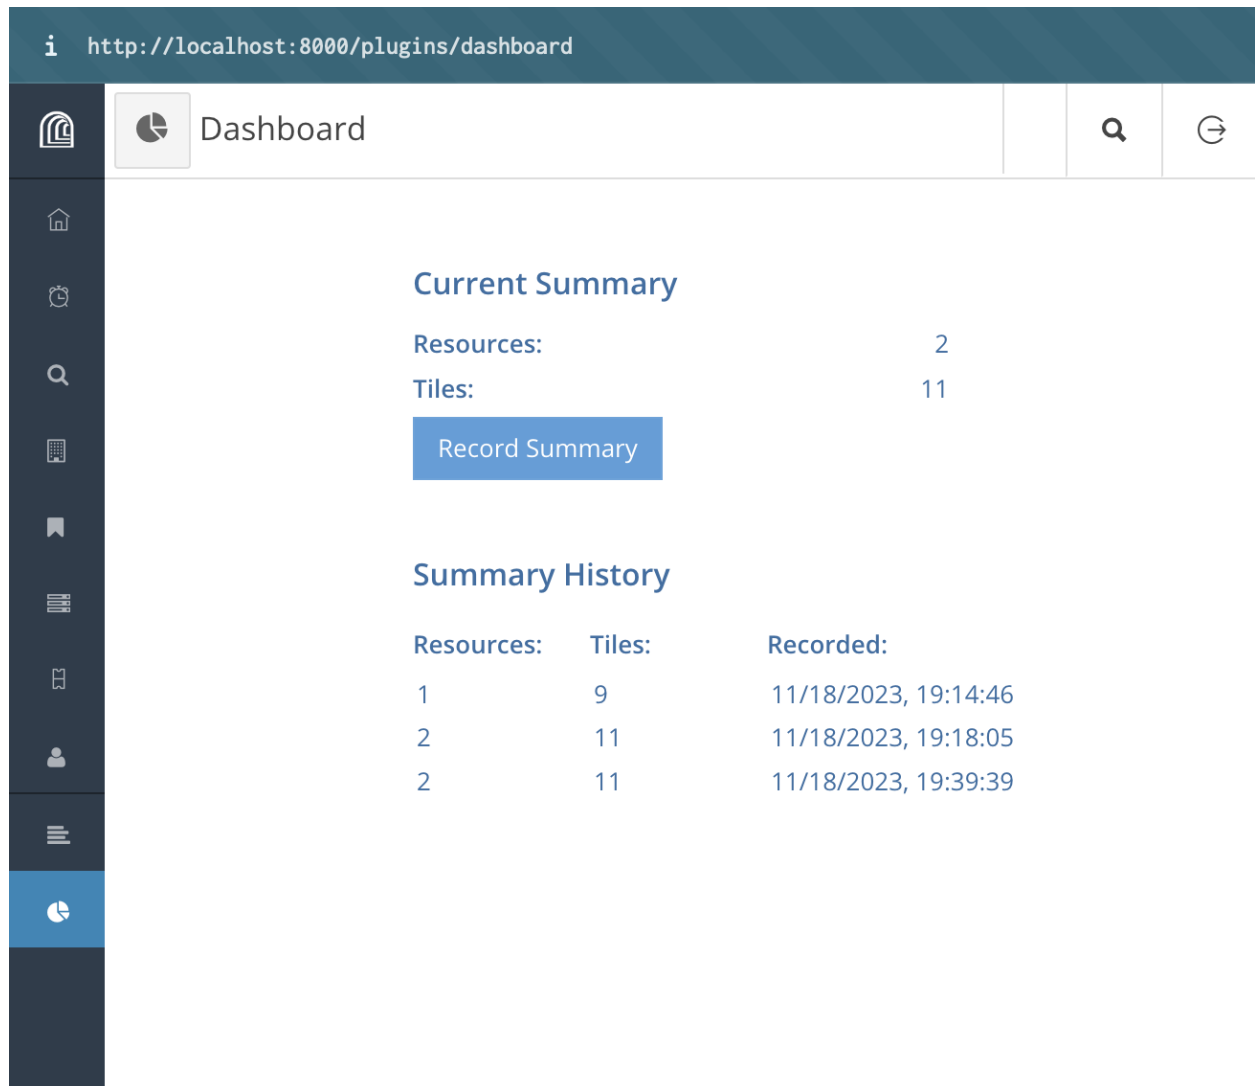 i http://localhost:8000/plugins/dashboard
Dashboard
Current Summary
Resources: 2
Tiles: 11
Record Summary
Summary History
Resources: Tiles: Recorded:
1 9 11/18/2023, 19:14:46
2 11 11/18/2023, 19:18:05
2 11 11/18/2023, 19:39:39